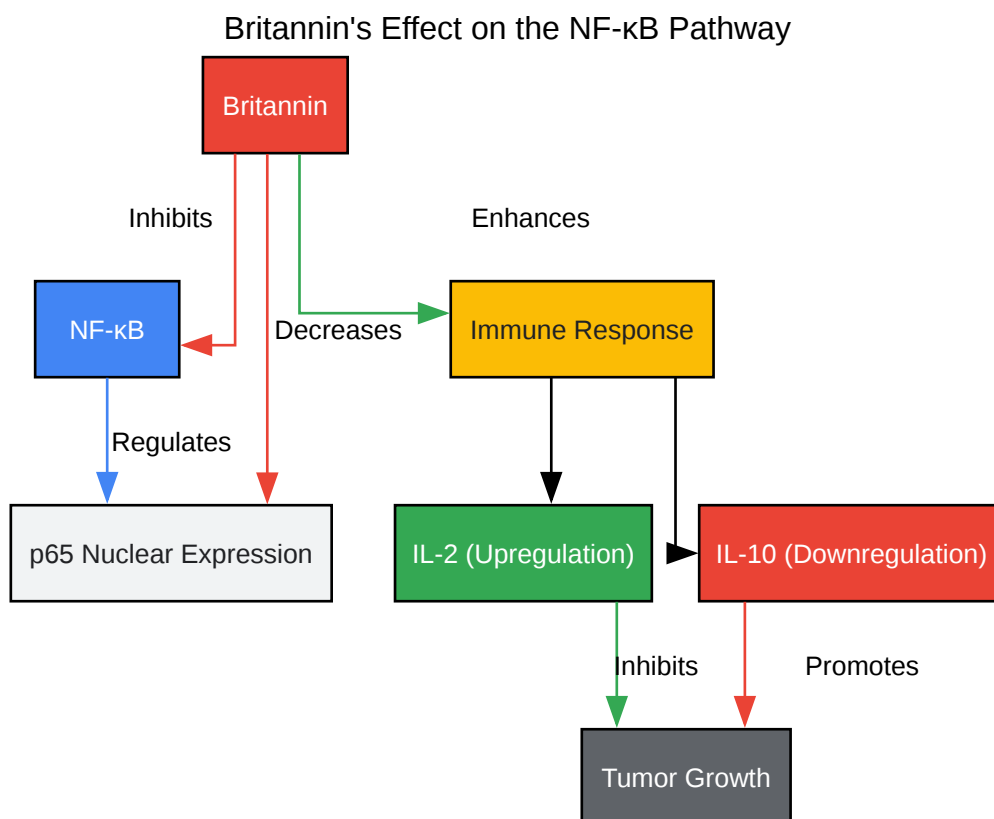 Britannin's Effect on the NF-κB Pathway
Britannin
Inhibits
Enhances
NF-κB
Decreases
Immune Response
Regulates
p65 Nuclear Expression
IL-2 (Upregulation)
IL-10 (Downregulation)
Inhibits
Promotes
Tumor Growth